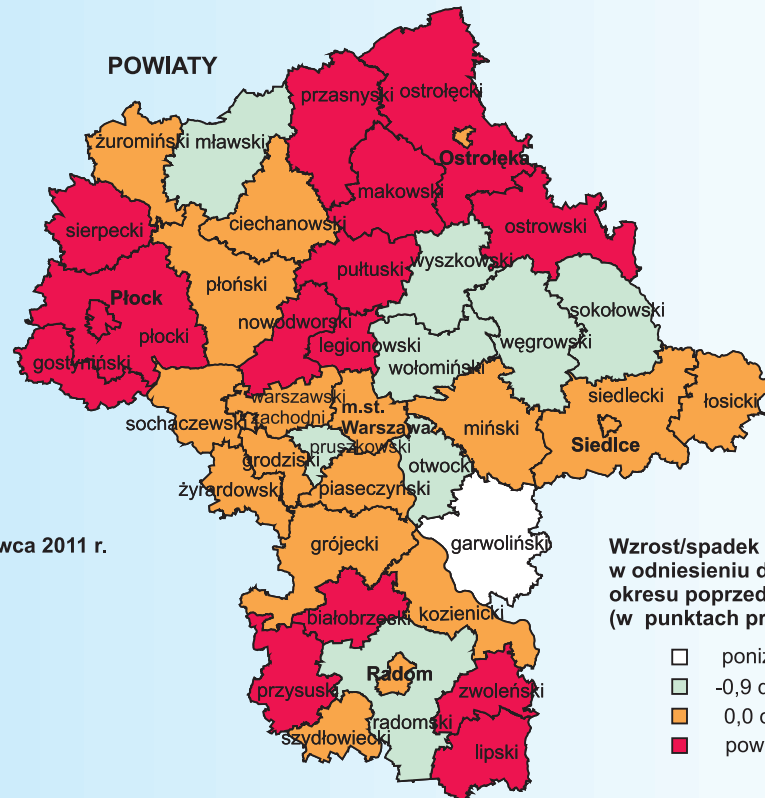 POWIATY
przasnyski
ostrołęcki
żuromiński
mławski
Ostrołęka
makowski
sierpecki
ciechanowski
ostrowski
wyszkowski
pułtuski
płoński
Płock
sokołowski
nowodworski
płocki
węgrowski
legionowski
gostyniński
wołomiński
siedlecki
warszawski
zachodni
łosicki
m.st.
Warszawa
sochaczewski
miński
Siedlce
pruszkowski
grodziski
otwocki
żyrardowski
piaseczyński
wca 2011 r.
grójecki
garwoliński
Wzrost/spadek
w odniesieniu d
okresu poprzed
(w punktach pr
białobrzeski
kozienicki
poniż
Radom
-0,9 d
przysuski
zwoleński
0,0 o
radomski
szydłowiecki
pow
lipski